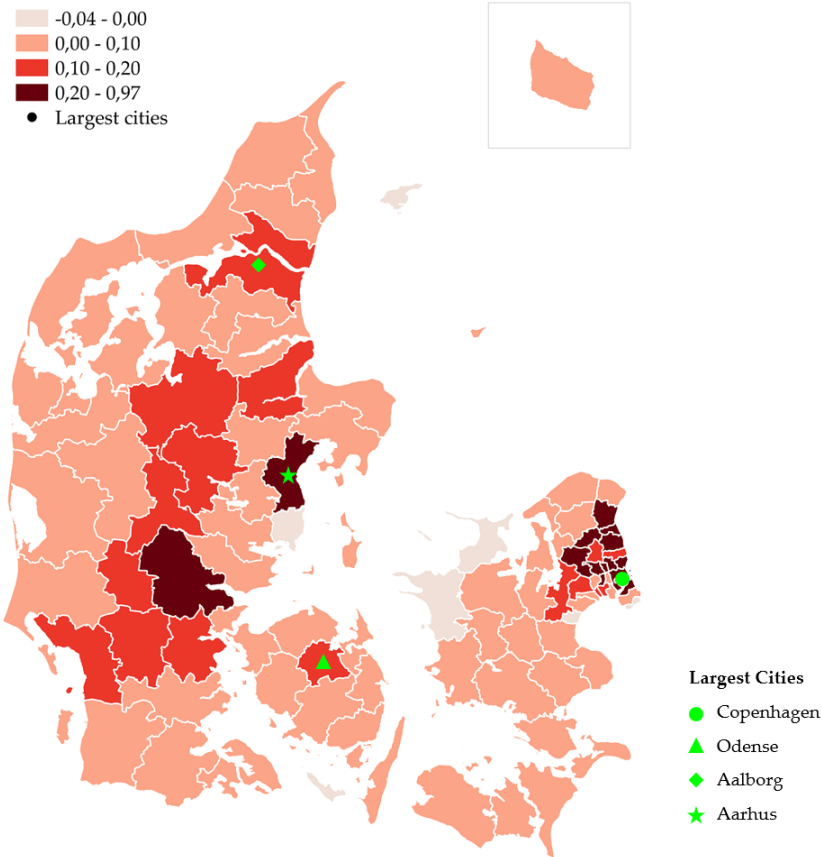 -0,04 - 0,00
0,00 - 0,10
0,10 - 0,20
0,20 - 0,97
Largest cities
Largest Cities
Copenhagen
Odense
Aalborg
Aarhus